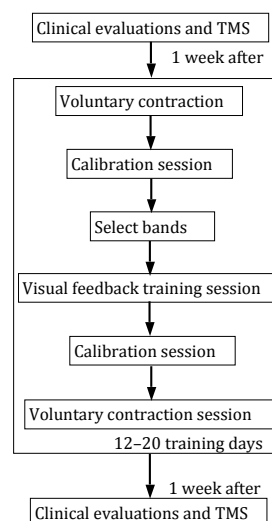 Clinical evaluations and TMS
1 week after
Voluntary contraction
Calibration session
Select bands
Visual feedback training session
Calibration session
Voluntary contraction session
12–20 training days
1 week after
Clinical evaluations and TMS